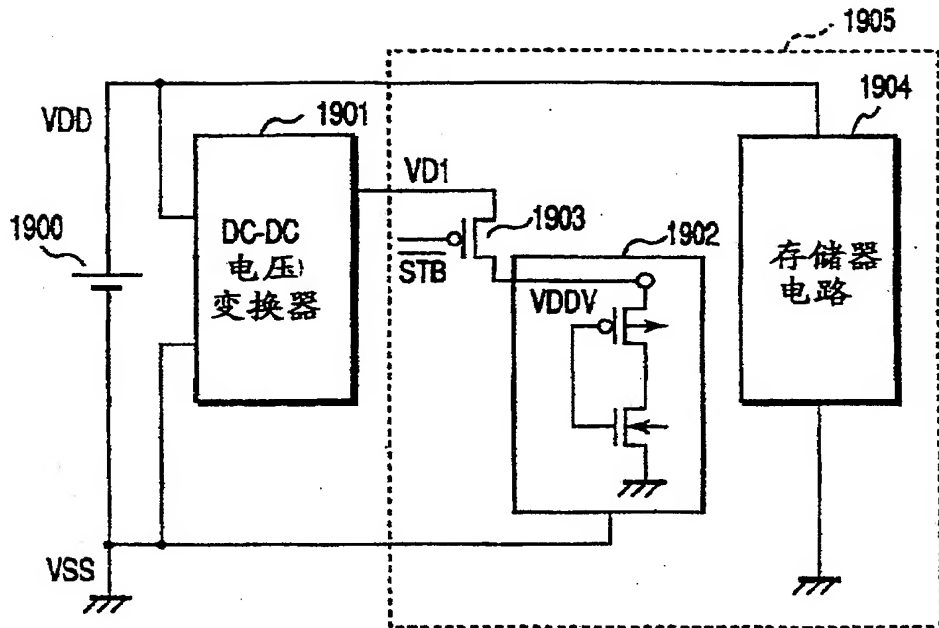 1905
VDD
1901
1904
VD1
1900
DC-DC
电压
变换器
1903
STB
1902
VDDV
存储器
电路
VSS